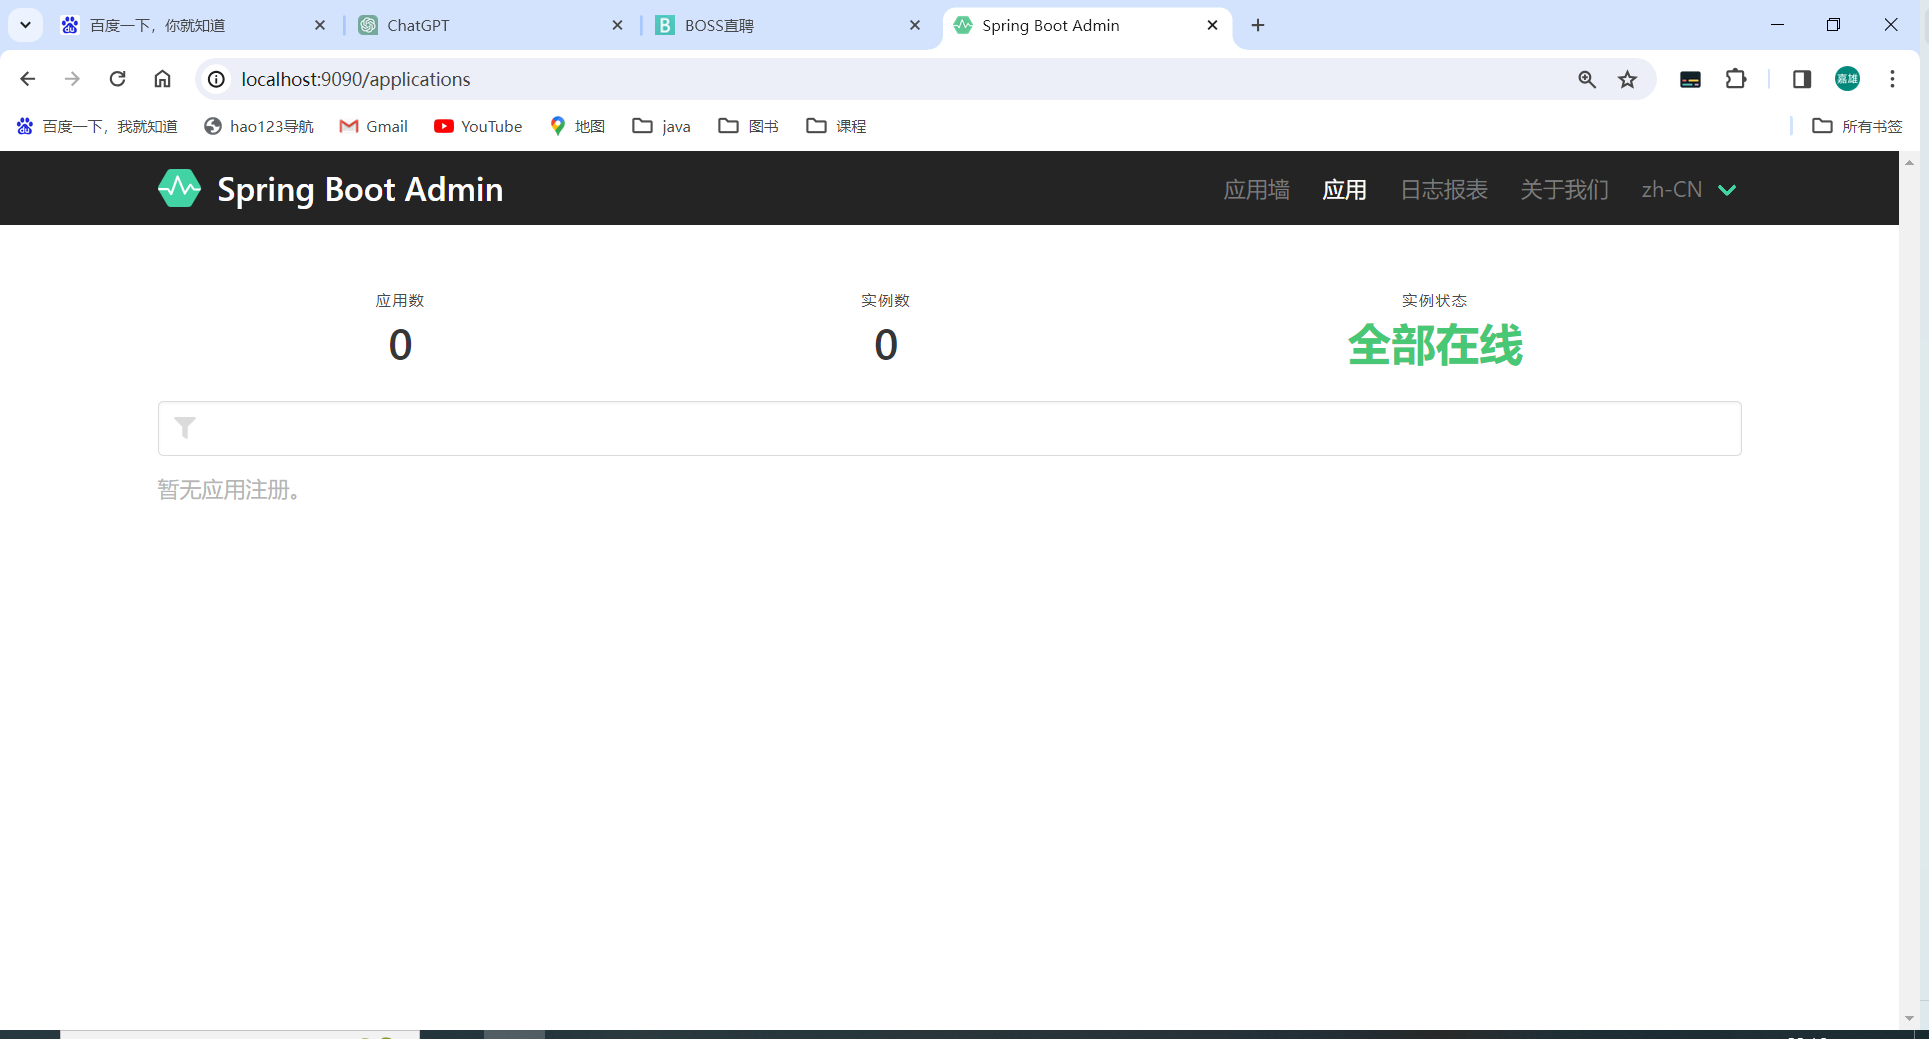 百度一下，你就知道
ChatGPT
BOSS直聘
Spring Boot Admin
localhost:9090/applications
嘉雄
百度一下，我就知道
hao123导航
Gmail
YouTube
地图
java
图书
课程
所有书签
Spring Boot Admin
应用墙
应用
日志报表
关于我们
zh-CN
应用数
0
实例数
0
实例状态
全部在线
暂无应用注册。